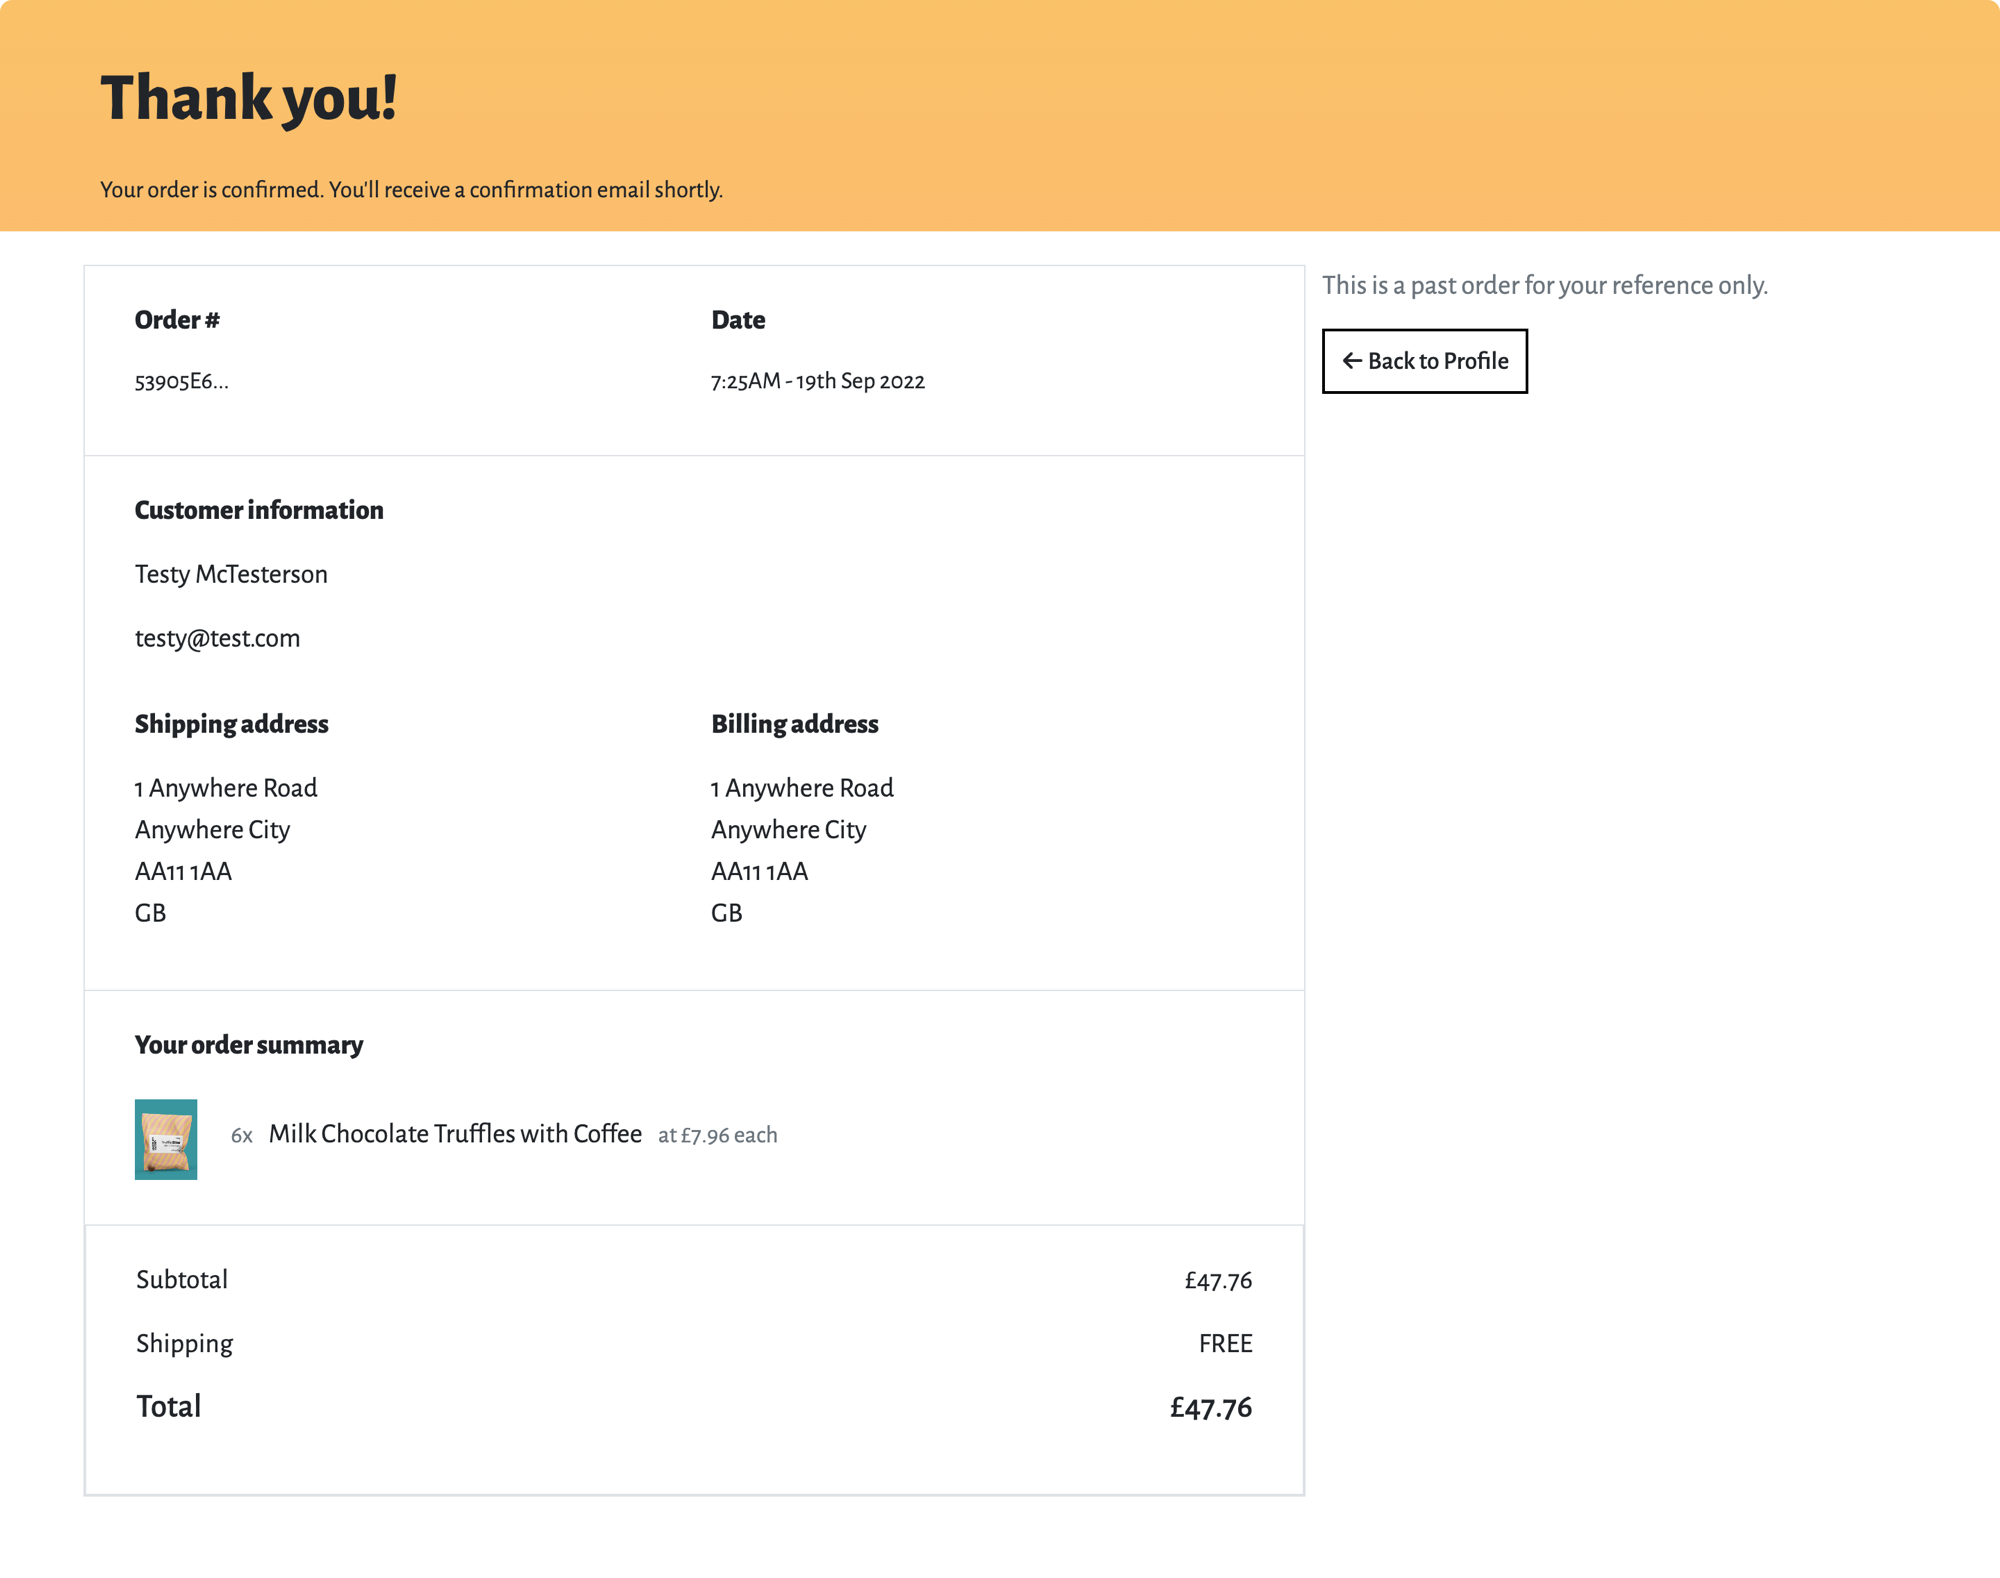 Thank you!
Your order is confirmed. You'll receive a confirmation email shortly.
This is a past order for your reference only.
← Back to Profile
Order #
53905E6...
Date
7:25AM - 19th Sep 2022
Customer information
Testy McTesterson
testy@test.com
Shipping address
1 Anywhere Road
Anywhere City
AA11 1AA
GB
Billing address
1 Anywhere Road
Anywhere City
AA11 1AA
GB
Your order summary
6x Milk Chocolate Truffles with Coffee at £7.96 each
Subtotal £47.76
Shipping FREE
Total £47.76